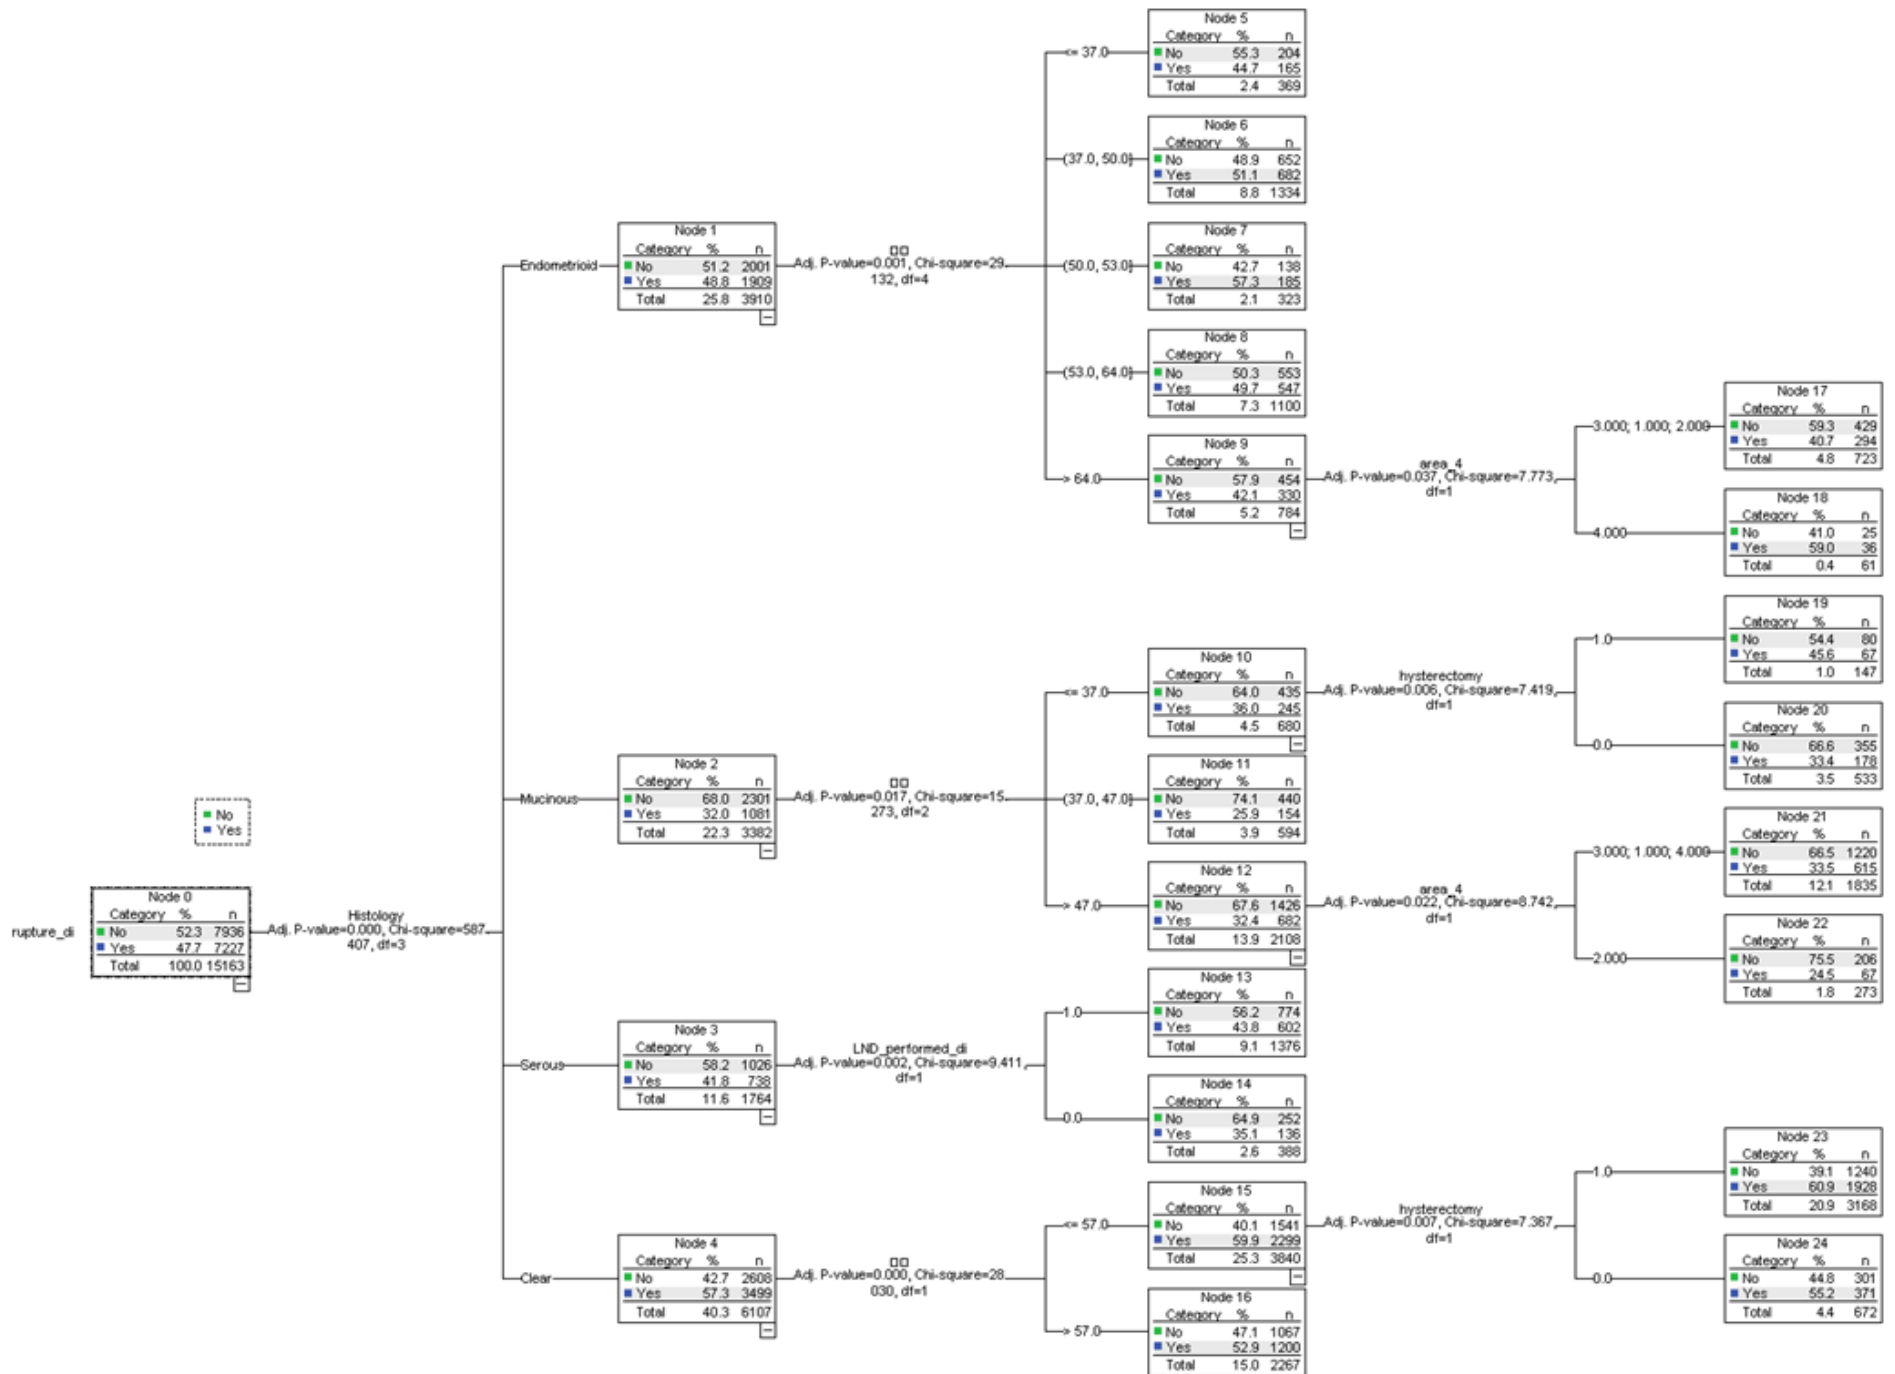 rupture_di
No
Yes
Node 0
Category % n
No 52.3 7936
Yes 47.7 7227
Total 100.0 15163
Histology
Adj. P-value=0.000, Chi-square=587.
407, df=3
Endometrioid
Node 1
Category % n
No 51.2 2001
Yes 48.8 1909
Total 25.8 3910
Adj. P-value=0.001, Chi-square=29.
132, df=4
<= 37.0
Node 5
Category % n
No 55.3 204
Yes 44.7 165
Total 2.4 369
(37.0, 50.0]
Node 6
Category % n
No 48.9 652
Yes 51.1 682
Total 8.8 1334
(50.0, 53.0]
Node 7
Category % n
No 42.7 138
Yes 57.3 185
Total 2.1 323
(53.0, 64.0]
Node 8
Category % n
No 50.3 553
Yes 49.7 547
Total 7.3 1100
> 64.0
Node 9
Category % n
No 57.9 454
Yes 42.1 330
Total 5.2 784
area_4
Adj. P-value=0.037, Chi-square=7.773,
df=1
3.000; 1.000; 2.000
Node 17
Category % n
No 59.3 429
Yes 40.7 294
Total 4.8 723
4.000
Node 18
Category % n
No 41.0 25
Yes 59.0 36
Total 0.4 61
Mucinous
Node 2
Category % n
No 68.0 2301
Yes 32.0 1081
Total 22.3 3382
Adj. P-value=0.017, Chi-square=15.
273, df=2
<= 37.0
Node 10
Category % n
No 64.0 435
Yes 36.0 245
Total 4.5 680
hysterectomy
Adj. P-value=0.006, Chi-square=7.419,
df=1
1.0
Node 19
Category % n
No 54.4 80
Yes 45.6 67
Total 1.0 147
0.0
Node 20
Category % n
No 66.6 355
Yes 33.4 178
Total 3.5 533
(37.0, 47.0]
Node 11
Category % n
No 74.1 440
Yes 25.9 154
Total 3.9 594
> 47.0
Node 12
Category % n
No 67.6 1426
Yes 32.4 682
Total 13.9 2108
area_4
Adj. P-value=0.022, Chi-square=8.742,
df=1
3.000; 1.000; 4.000
Node 21
Category % n
No 66.5 1220
Yes 33.5 615
Total 12.1 1835
2.000
Node 22
Category % n
No 75.5 206
Yes 24.5 67
Total 1.8 273
Serous
Node 3
Category % n
No 58.2 1026
Yes 41.8 738
Total 11.6 1764
LND_performed_di
Adj. P-value=0.002, Chi-square=9.411,
df=1
1.0
Node 13
Category % n
No 56.2 774
Yes 43.8 602
Total 9.1 1376
0.0
Node 14
Category % n
No 64.9 252
Yes 35.1 136
Total 2.6 388
Clear
Node 4
Category % n
No 42.7 2608
Yes 57.3 3499
Total 40.3 6107
Adj. P-value=0.000, Chi-square=28.
030, df=1
<= 57.0
Node 15
Category % n
No 40.1 1541
Yes 59.9 2299
Total 25.3 3840
hysterectomy
Adj. P-value=0.007, Chi-square=7.367,
df=1
1.0
Node 23
Category % n
No 39.1 1240
Yes 60.9 1928
Total 20.9 3168
0.0
Node 24
Category % n
No 44.8 301
Yes 55.2 371
Total 4.4 672
> 57.0
Node 16
Category % n
No 47.1 1067
Yes 52.9 1200
Total 15.0 2267